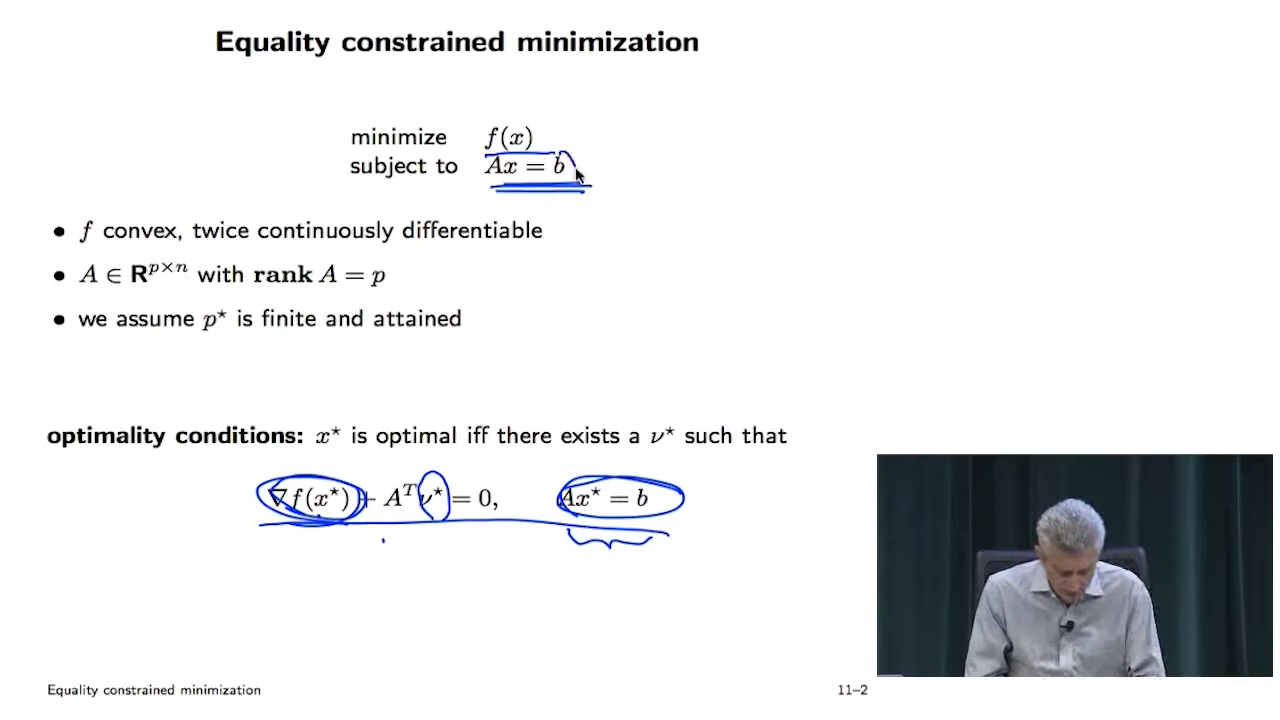 Equality constrained minimization
minimize f(x)
subject to Ax = b
• f convex, twice continuously differentiable
• A ∈ R^{p×n} with rank A = p
• we assume p⋆ is finite and attained
optimality conditions: x⋆ is optimal iff there exists a ν⋆ such that
∇f(x⋆) + A^T ν⋆ = 0, Ax⋆ = b
Equality constrained minimization 11–2